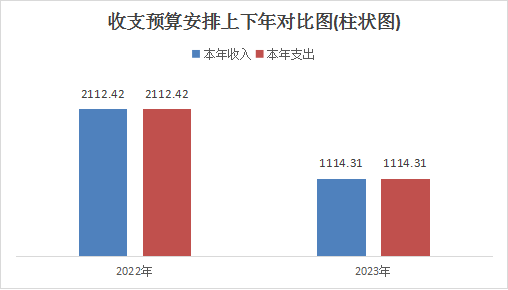 收支预算安排上下年对比图(柱状图)
本年收入 本年支出
2112.42 2112.42
1114.31 1114.31
2022年 2023年